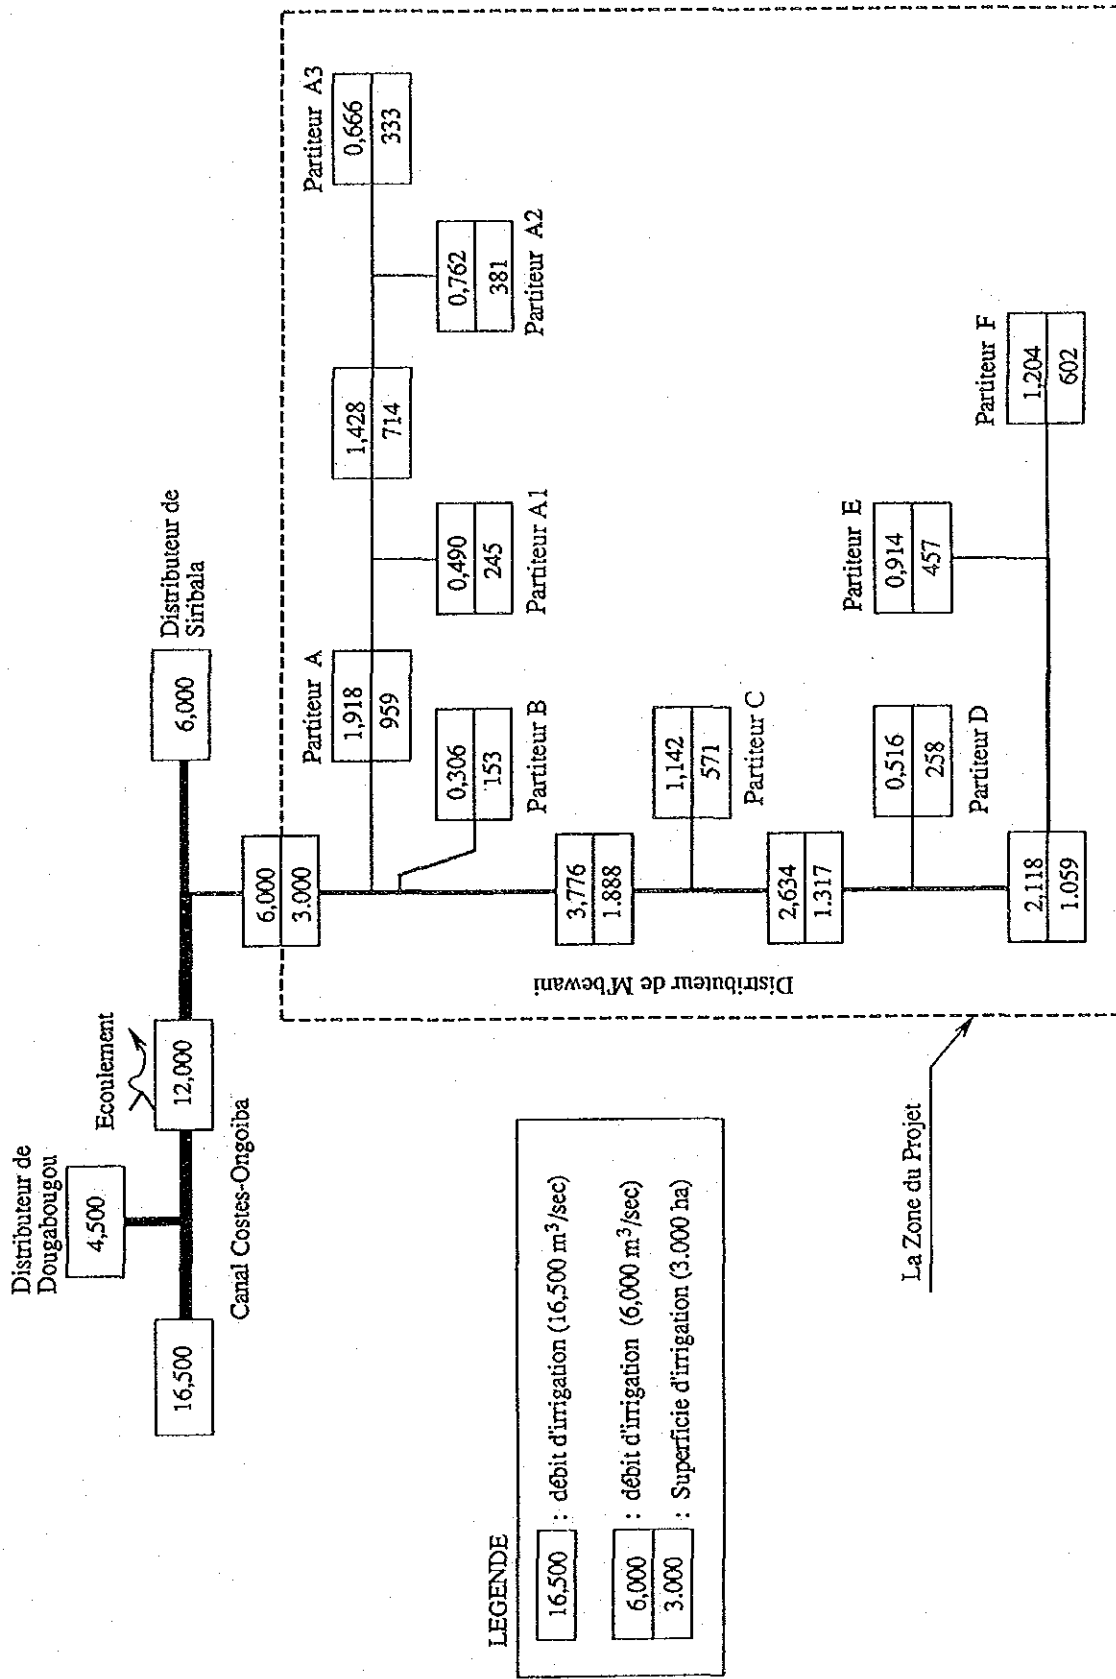 Distributeur de
Dougabougou
4,500
Ecoulement
16,500
12,000
6,000
Distributeur de
Siribala
Canal Costes-Ongoiba
6,000
3.000
Partiteur A
1,918
959
1,428
714
Partiteur A3
0,666
333
0,306
153
Partiteur B
0,490
245
Partiteur A1
0,762
381
Partiteur A2
Distributeur de M'bewani
3,776
1.888
1,142
571
Partiteur C
2,634
1.317
0,516
258
Partiteur D
Partiteur E
0,914
457
2,118
1.059
Partiteur F
1,204
602
La Zone du Projet
LEGENDE
16,500 : débit d'irrigation (16,500 m³/sec)
6,000 : débit d'irrigation (6,000 m³/sec)
3.000 : Superficie d'irrigation (3.000 ha)